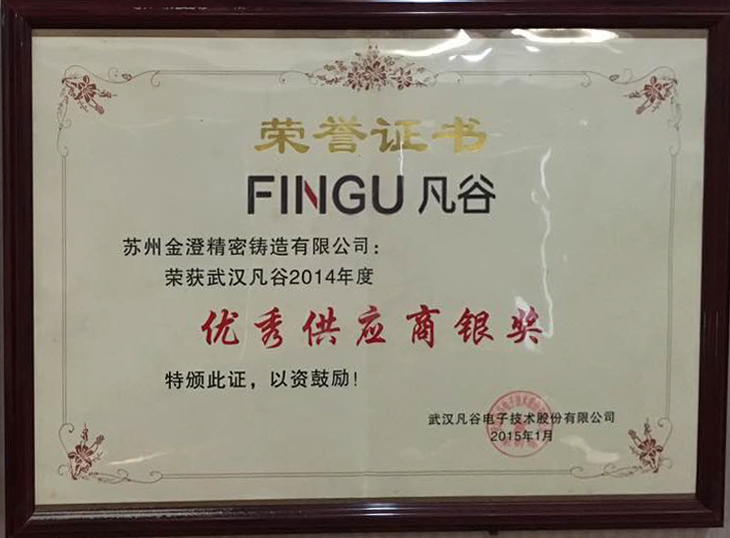 荣誉证书
FINGU 凡谷
苏州金澄精密铸造有限公司：
荣获武汉凡谷2014年度
优秀供应商银奖
特颁此证，以资鼓励！
武汉凡谷电子技术股份有限公司
2015年1月